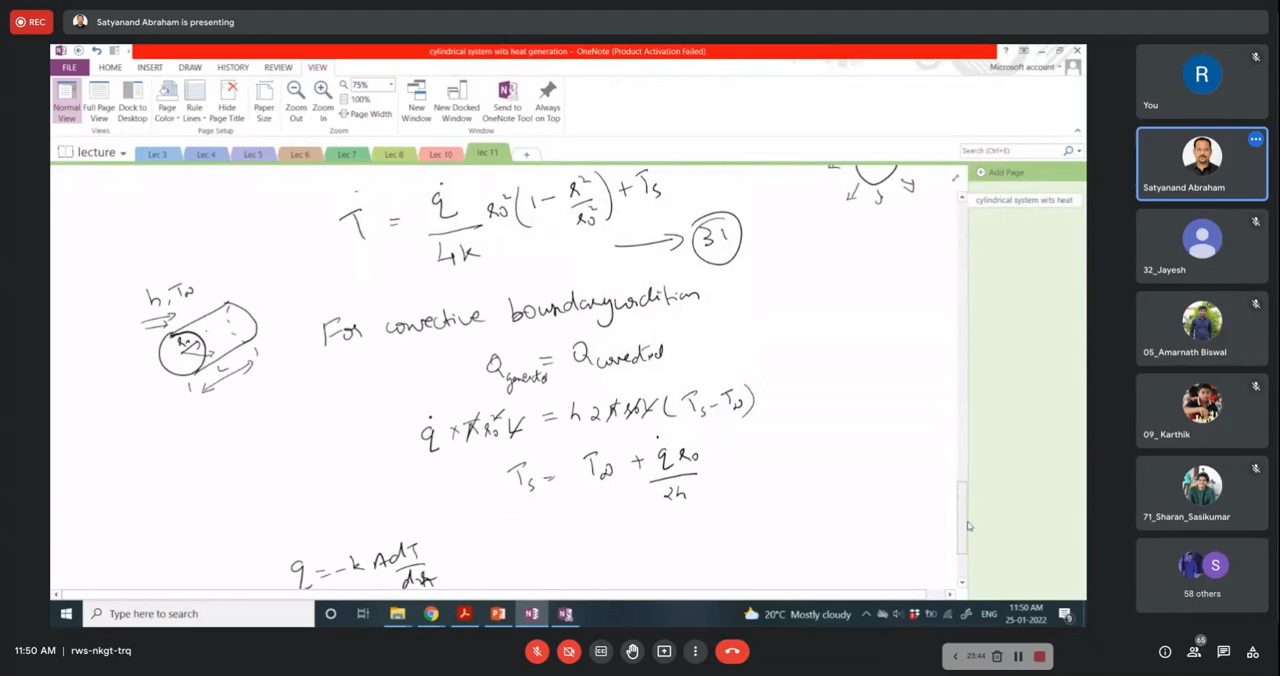 REC
Satyanand Abraham is presenting
cylindrical system wits heat generation - OneNote (Product Activation Failed)
FILE HOME INSERT DRAW HISTORY REVIEW VIEW
Microsoft account
Normal View
Full Page View
Dock to Desktop
Page Color
Rule Lines
Hide Page Title
Paper Size
Zoom Out
Zoom In
75%
100%
Page Width
New Window
New Docked Window
Send to OneNote Tool
Always on Top
Views
Page Setup
Zoom
Window
lecture
Lec 3 Lec 4 Lec 5 Lec 6 Lec 7 Lec 8 Lec 10 lec 11
Search (Ctrl+E)
Add Page
cylindrical system wits heat
T = q̇/4k r₀² (1 - r²/r₀²) + Ts → 31
y
h, T∞
r₀
L
For convective boundary condition
Q generated = Q convected
q̇ × π r₀² L = h 2 π r₀ L (Ts - T∞)
Ts = T∞ + q̇ r₀/2h
q = -k A dT/dr
Type here to search
20°C Mostly cloudy
ENG
11:50 AM
25-01-2022
R
You
Satyanand Abraham
32_Jayesh
05_Amarnath Biswal
09_ Karthik
71_Sharan_Sasikumar
S
58 others
11:50 AM | rws-nkgt-trq
23:44
65